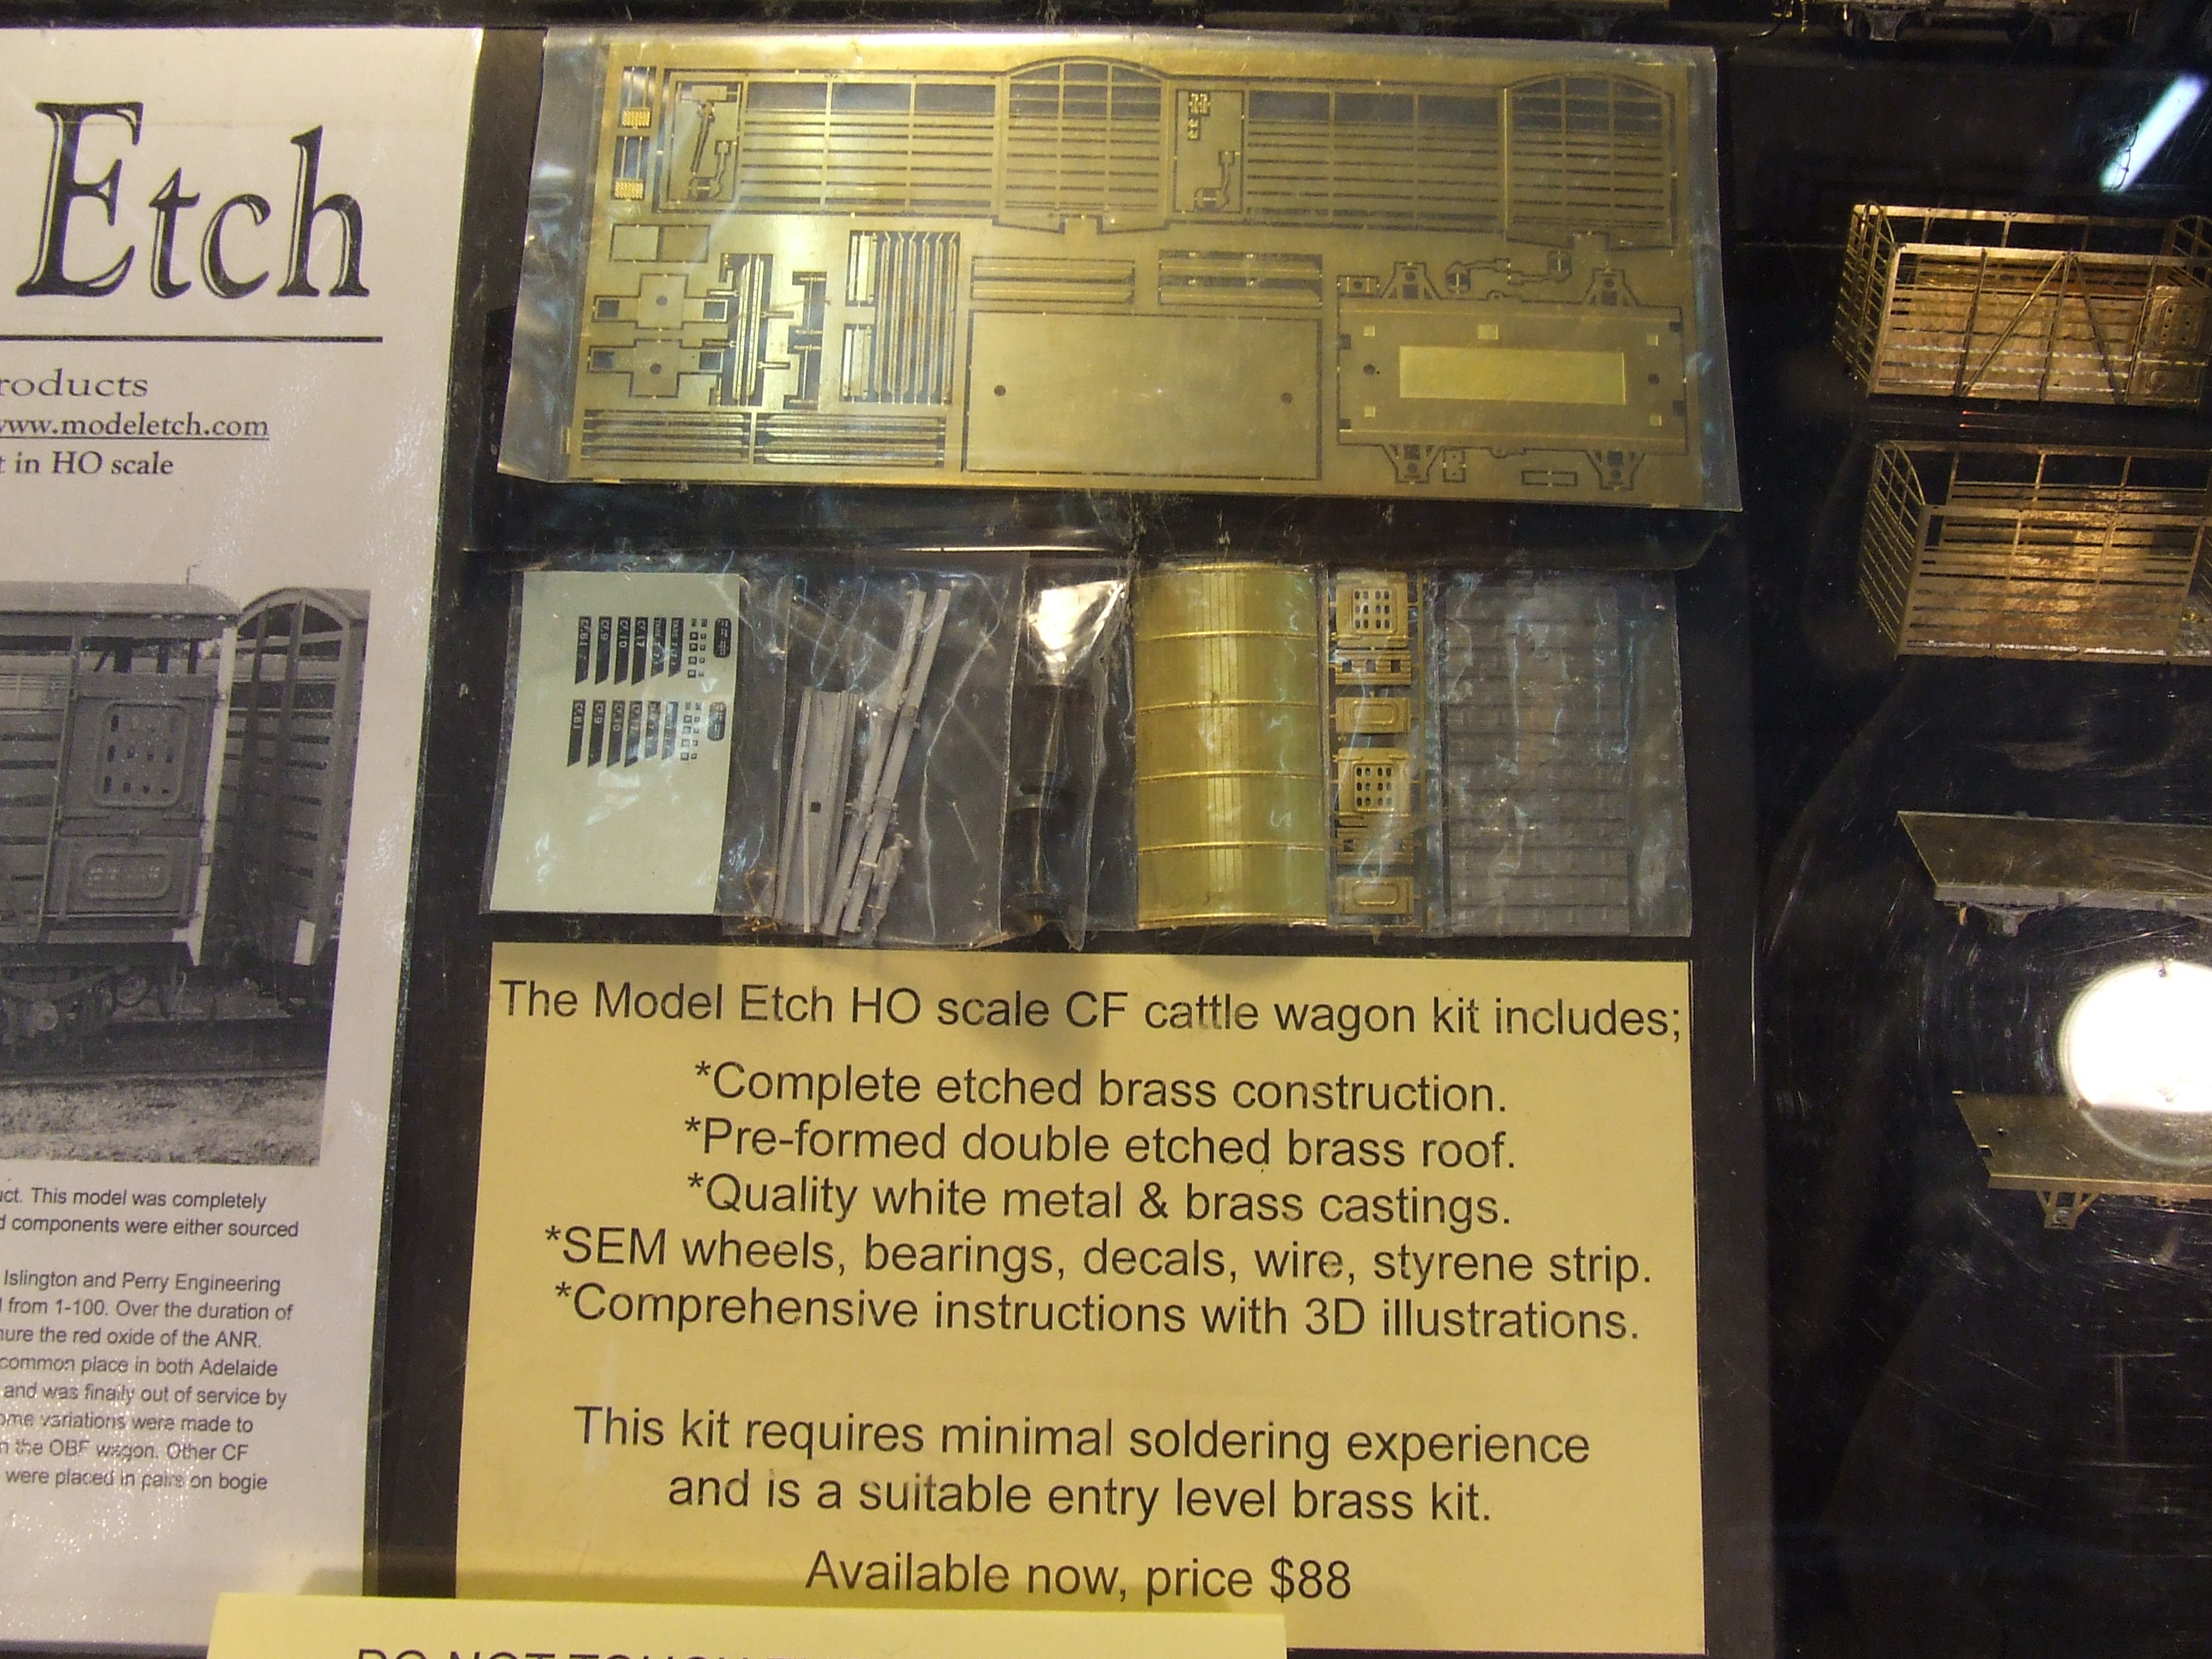 Etch
www.modeletch.com
in HO scale
This model was completely
components were either sourced
Islington and Perry Engineering
from 1-100. Over the duration of
the red oxide of the ANR.
common place in both Adelaide
and was finally out of service by
variations were made to
the OBF wagon. Other CF
were placed in pairs on bogie
The Model Etch HO scale CF cattle wagon kit includes;
*Complete etched brass construction.
*Pre-formed double etched brass roof.
*Quality white metal & brass castings.
*SEM wheels, bearings, decals, wire, styrene strip.
*Comprehensive instructions with 3D illustrations.
This kit requires minimal soldering experience
and is a suitable entry level brass kit.
Available now, price $88
DO NOT TOUCH